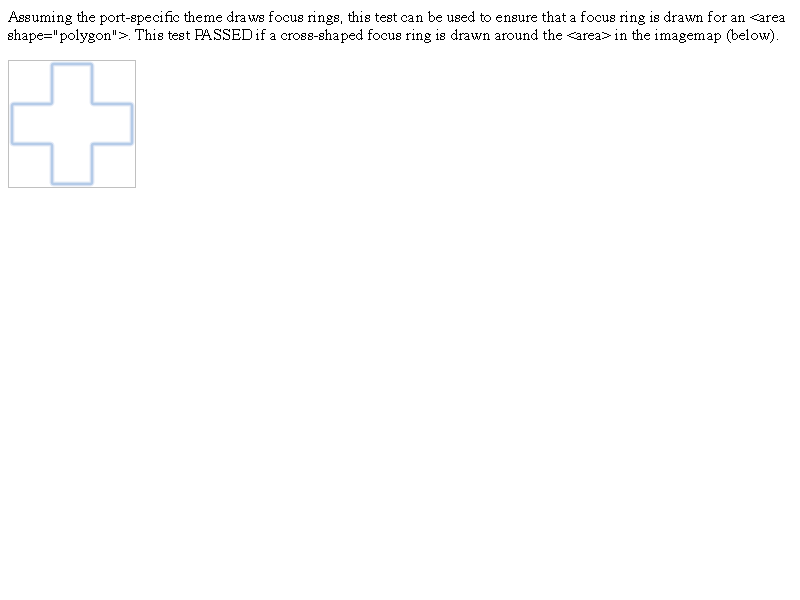 Assuming the port-specific theme draws focus rings, this test can be used to ensure that a focus ring is drawn for an <area
shape="polygon">. This test PASSED if a cross-shaped focus ring is drawn around the <area> in the imagemap (below).